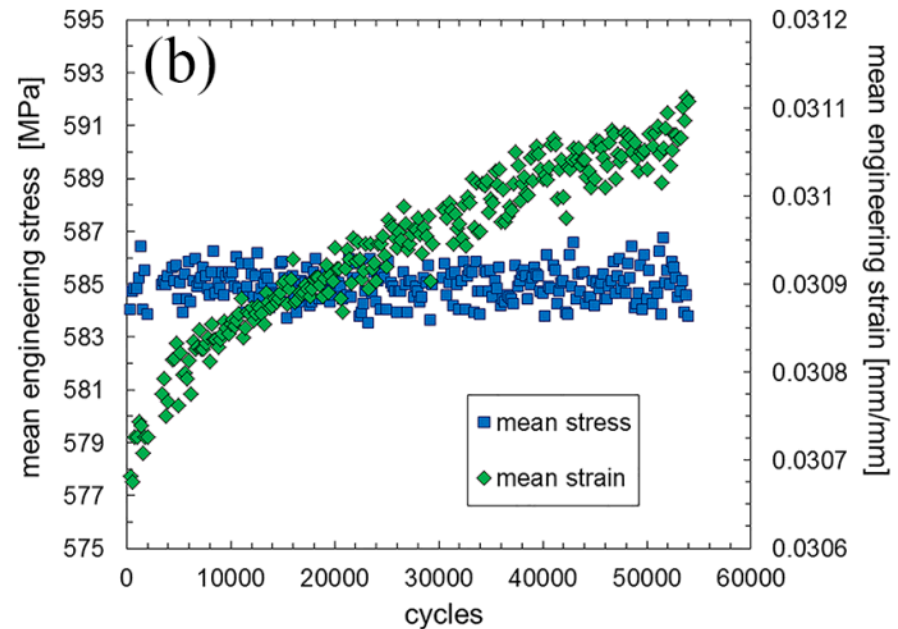 (b)
mean engineering stress [MPa]
595
593
591
589
587
585
583
581
579
577
575
0.0312
0.0311
0.031
0.0309
0.0308
0.0307
0.0306
mean engineering strain [mm/mm]
mean stress
mean strain
0 10000 20000 30000 40000 50000 60000
cycles